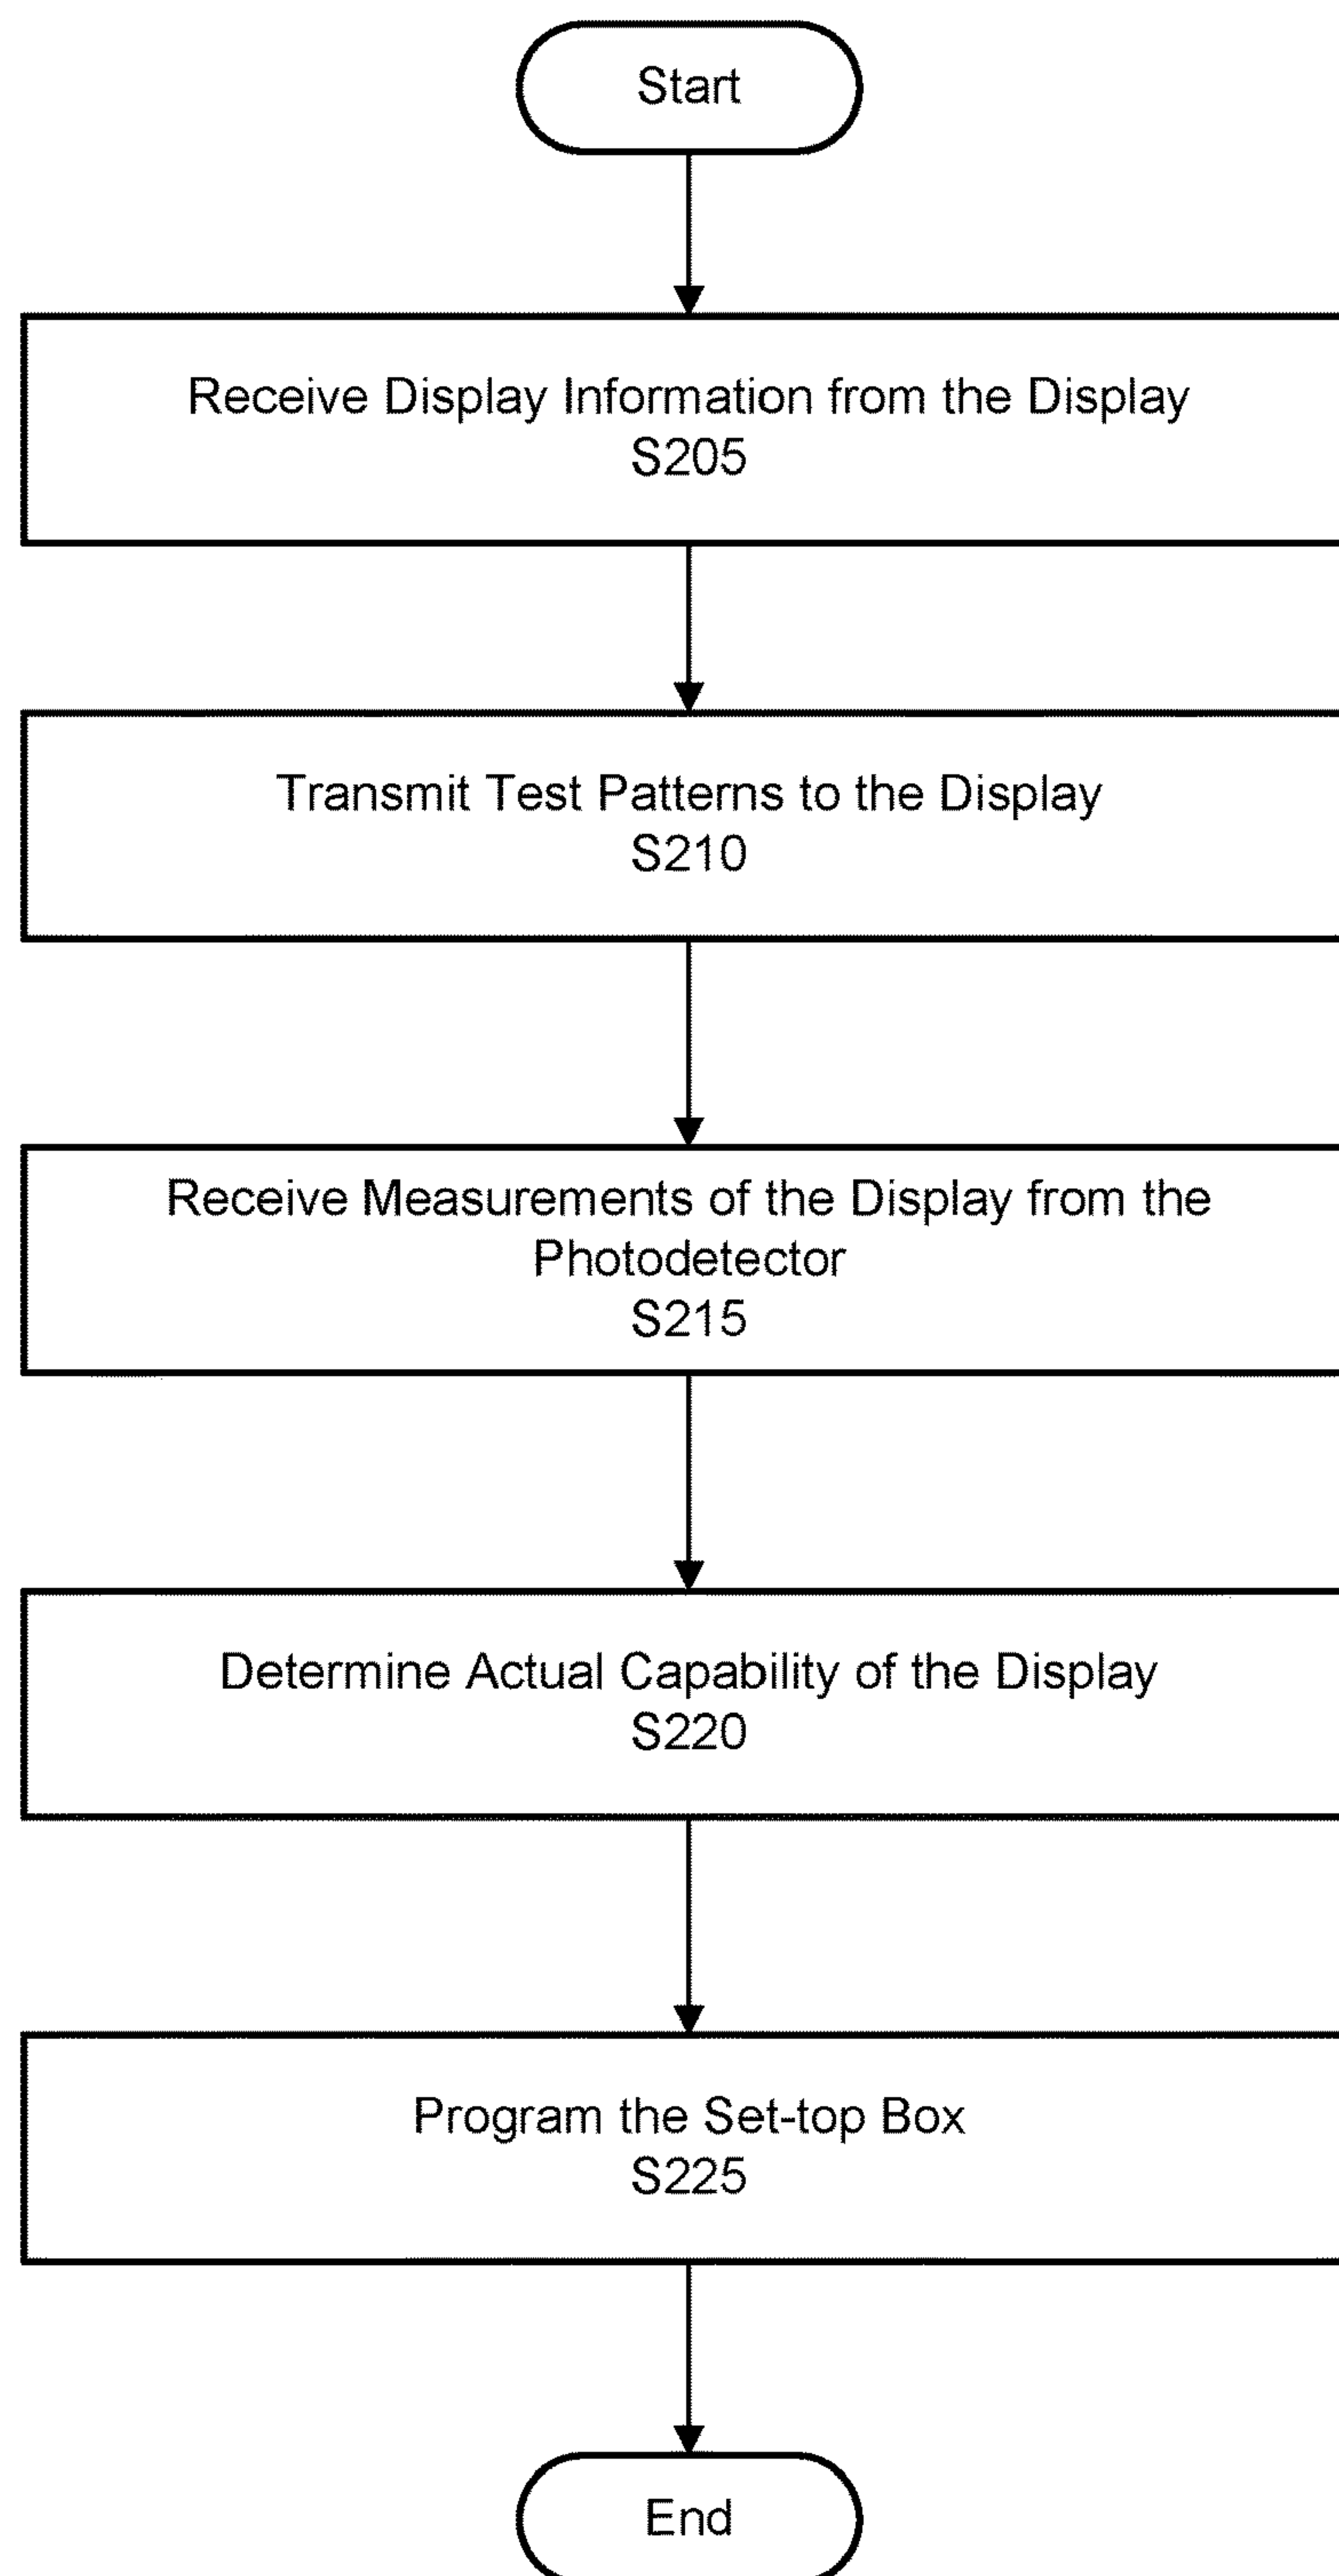 Start
Receive Display Information from the Display
S205
Transmit Test Patterns to the Display
S210
Receive Measurements of the Display from the
Photodetector
S215
Determine Actual Capability of the Display
S220
Program the Set-top Box
S225
End